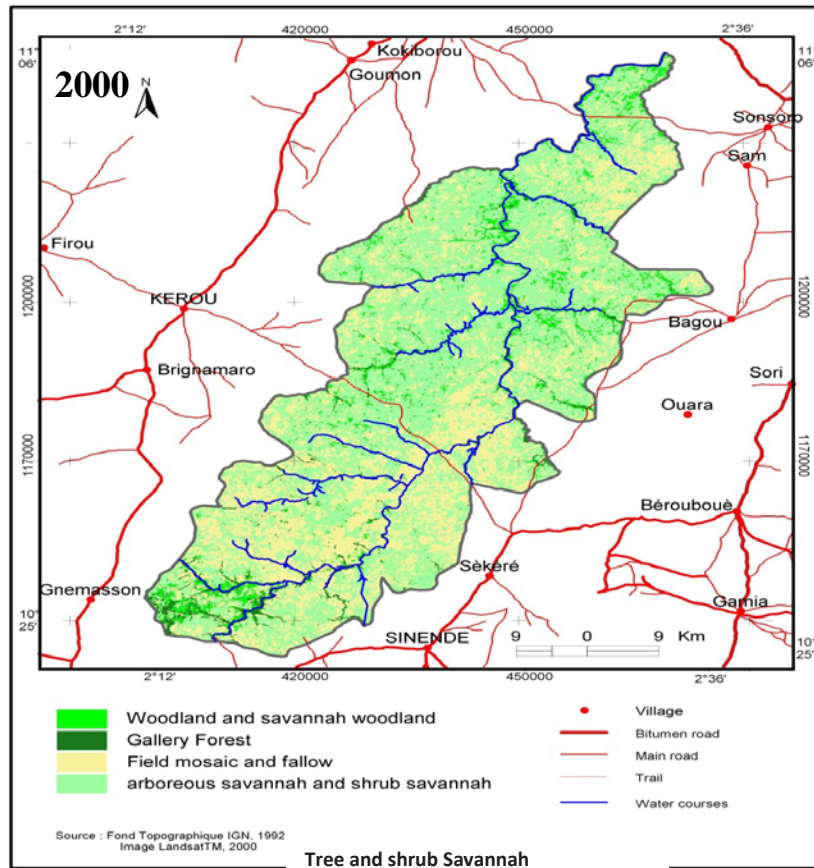 2°12' 420000 450000 2°36'
11° 06'
11° 06'
2000
N
Kokiborou
Goumon
Sonsoro
Sam
Firou
1200000
1200000
KEROU
Bagou
Brignamaro
Sori
Ouara
1170000
1170000
Bérouboué
Sèkéré
Gnemasson
Gamia
10° 25'
10° 25'
SINENDE
9 0 9 Km
2°12' 420000 450000 2°36'
Woodland and savannah woodland
Gallery Forest
Field mosaic and fallow
arboreous savannah and shrub savannah
Village
Bitumen road
Main road
Trail
Water courses
Source : Fond Topographique IGN, 1992
Image LandsatTM, 2000
Tree and shrub Savannah